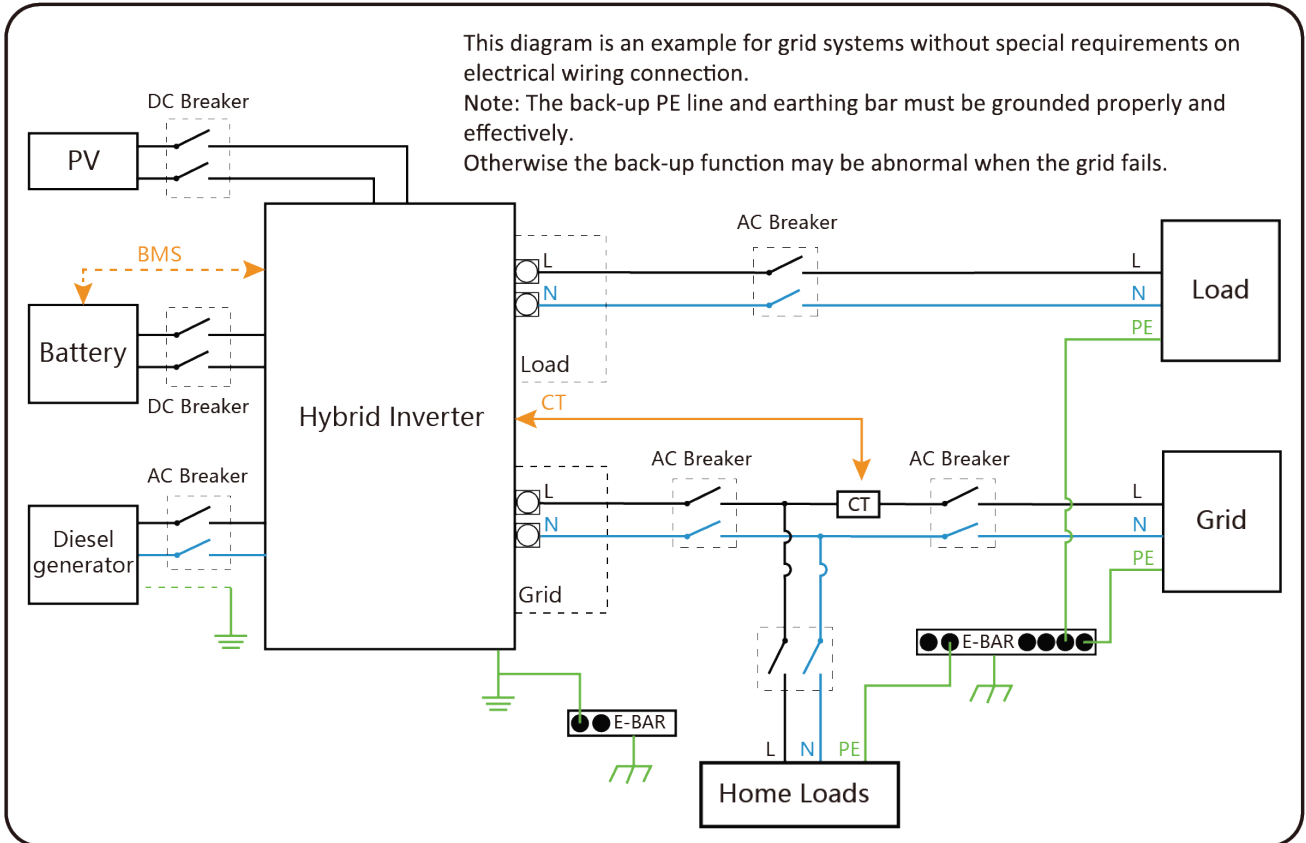 This diagram is an example for grid systems without special requirements on
electrical wiring connection.
Note: The back-up PE line and earthing bar must be grounded properly and
effectively.
Otherwise the back-up function may be abnormal when the grid fails.
DC Breaker
PV
AC Breaker
BMS
L
L
N
N
Load
PE
Battery
Load
DC Breaker
CT
Hybrid Inverter
AC Breaker
AC Breaker
AC Breaker
L
L
CT
N
N
Grid
Diesel
generator
PE
Grid
E-BAR
E-BAR
L
N
PE
Home Loads